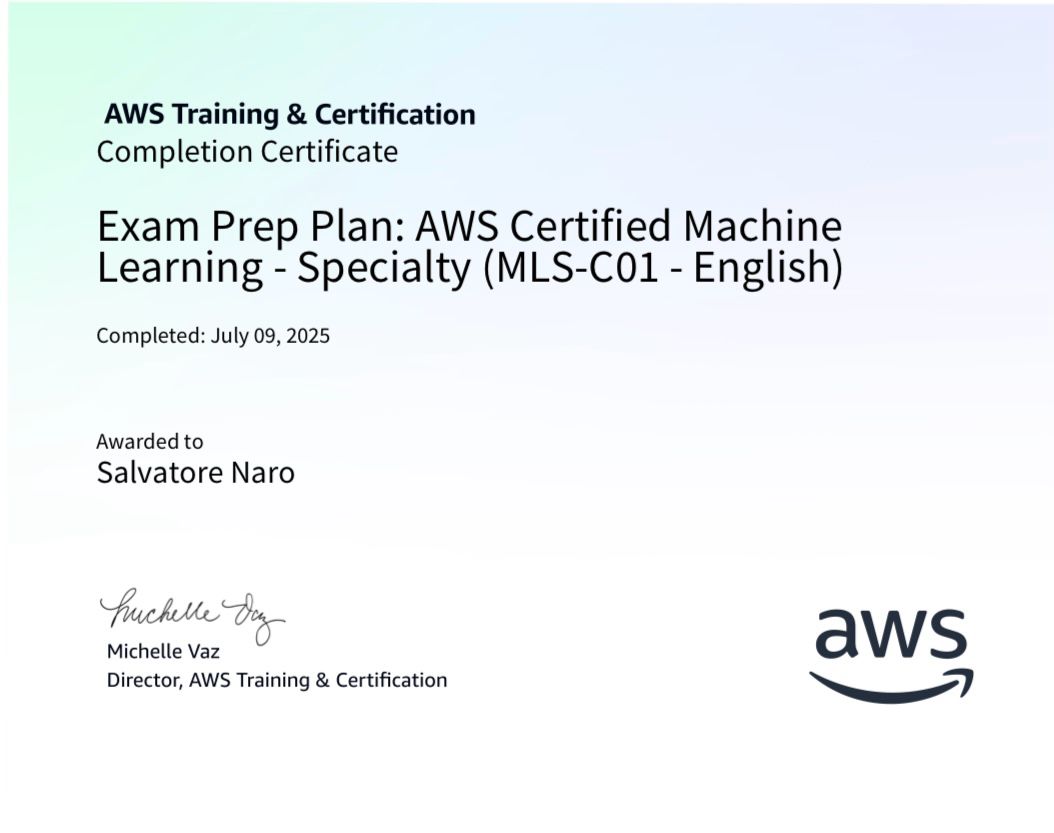 AWS Training & Certification
Completion Certificate
Exam Prep Plan: AWS Certified Machine
Learning - Specialty (MLS-C01 - English)
Completed: July 09, 2025
Awarded to
Salvatore Naro
Michelle Vaz
Michelle Vaz
Director, AWS Training & Certification
aws